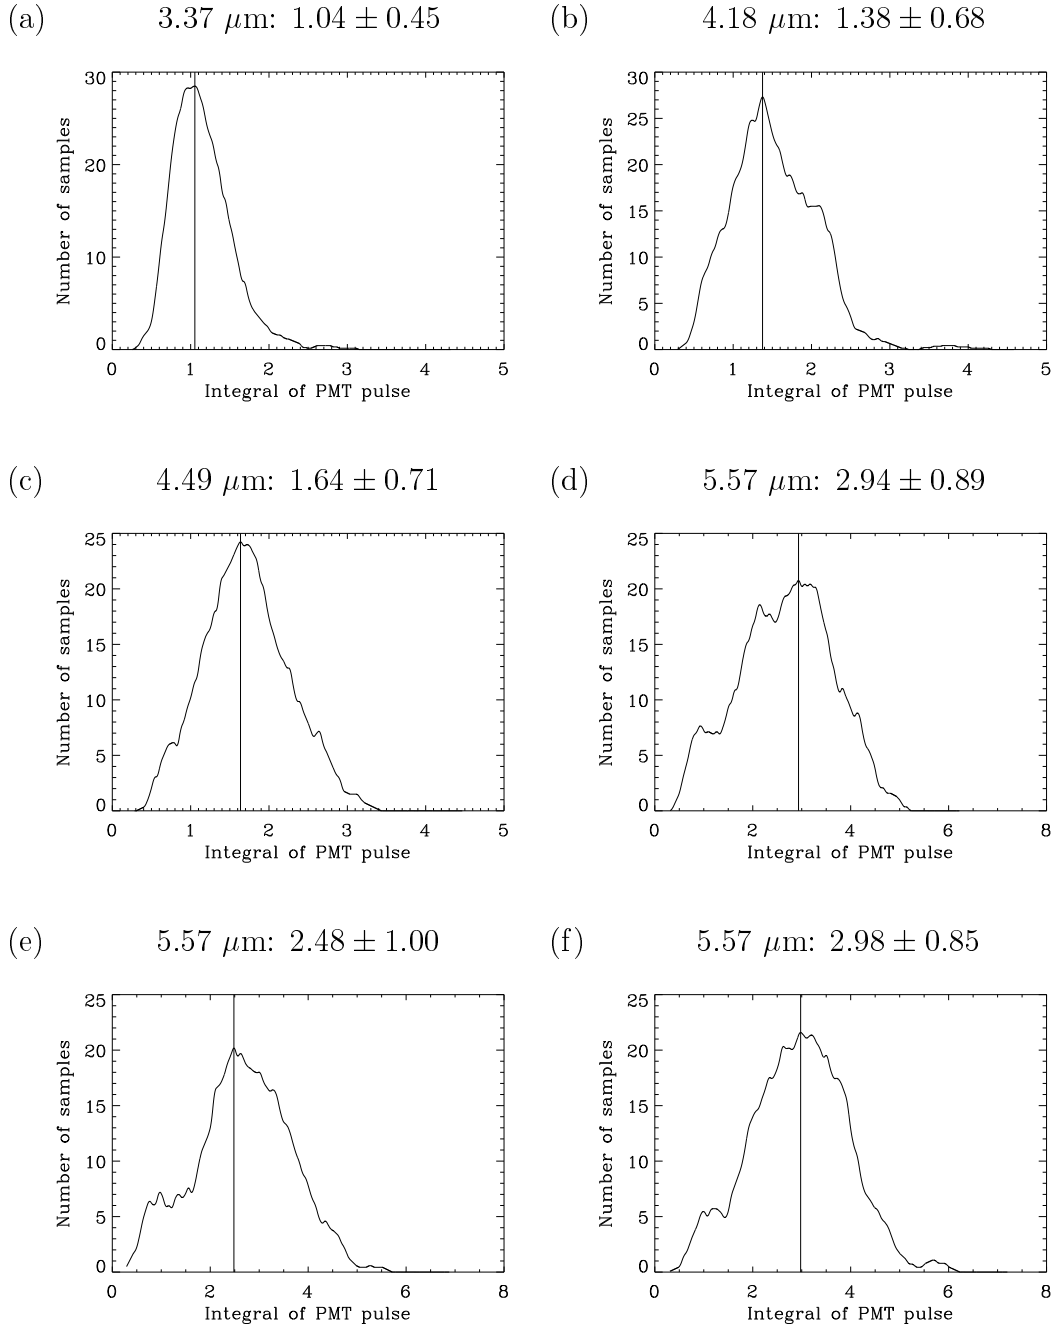 (a) 3.37 μm: 1.04 ± 0.45
30
20
10
0
Number of samples
0 1 2 3 4 5
Integral of PMT pulse
(b) 4.18 μm: 1.38 ± 0.68
30
25
20
15
10
5
0
Number of samples
0 1 2 3 4 5
Integral of PMT pulse
(c) 4.49 μm: 1.64 ± 0.71
25
20
15
10
5
0
Number of samples
0 1 2 3 4 5
Integral of PMT pulse
(d) 5.57 μm: 2.94 ± 0.89
25
20
15
10
5
0
Number of samples
0 2 4 6 8
Integral of PMT pulse
(e) 5.57 μm: 2.48 ± 1.00
25
20
15
10
5
0
Number of samples
0 2 4 6 8
Integral of PMT pulse
(f) 5.57 μm: 2.98 ± 0.85
25
20
15
10
5
0
Number of samples
0 2 4 6 8
Integral of PMT pulse